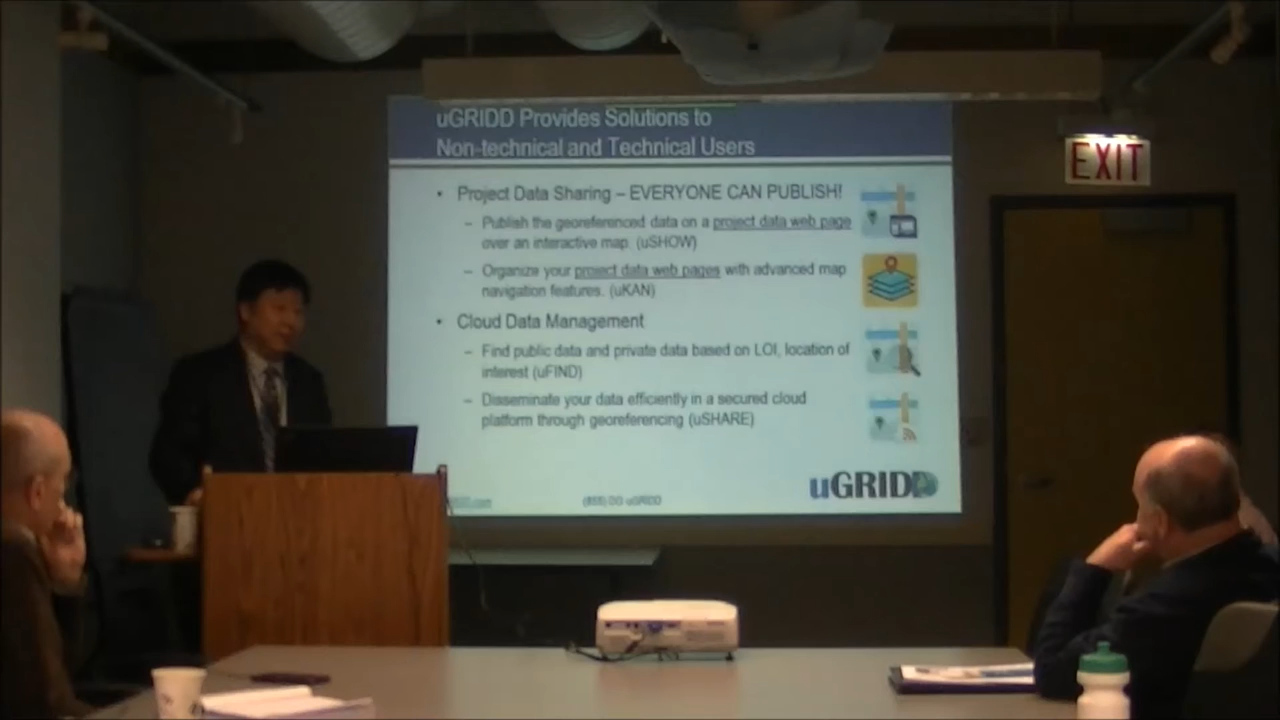 uGRIDD Provides Solutions to
Non-technical and Technical Users
• Project Data Sharing – EVERYONE CAN PUBLISH!
– Publish the georeferenced data on a project data web page
over an interactive map. (uSHOW)
– Organize your project data web pages with advanced map
navigation features. (uKAN)
• Cloud Data Management
– Find public data and private data based on LOI, location of
interest (uFIND)
– Disseminate your data efficiently in a secured cloud
platform through georeferencing (uSHARE)
(855) DO uGRIDD
uGRIDD
EXIT